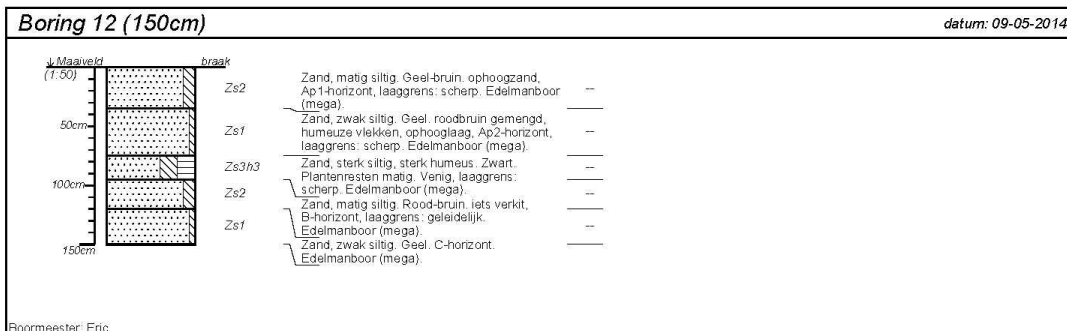 Boring 12 (150cm)
datum: 09-05-2014
Maaiveld
braak
(1:50)
Zs2
Zand, matig siltig. Geel-bruin. ophoogzand,
Ap1-horizont, laaggrens: scherp. Edelmanboor
(mega).
--
50cm
Zs1
Zand, zwak siltig. Geel. roodbruin gemengd,
humeuze vlekken, ophooglaag, Ap2-horizont,
laaggrens: scherp. Edelmanboor (mega).
--
Zs3h3
Zand, sterk siltig, sterk humeus. Zwart.
Plantenresten matig. Venig, laaggrens:
scherp. Edelmanboor (mega).
--
100cm
Zs2
Zand, matig siltig. Rood-bruin. iets verkit,
B-horizont, laaggrens: geleidelijk.
Edelmanboor (mega).
--
Zs1
Zand, zwak siltig. Geel. C-horizont.
Edelmanboor (mega).
--
150cm
Boormeester: Eric